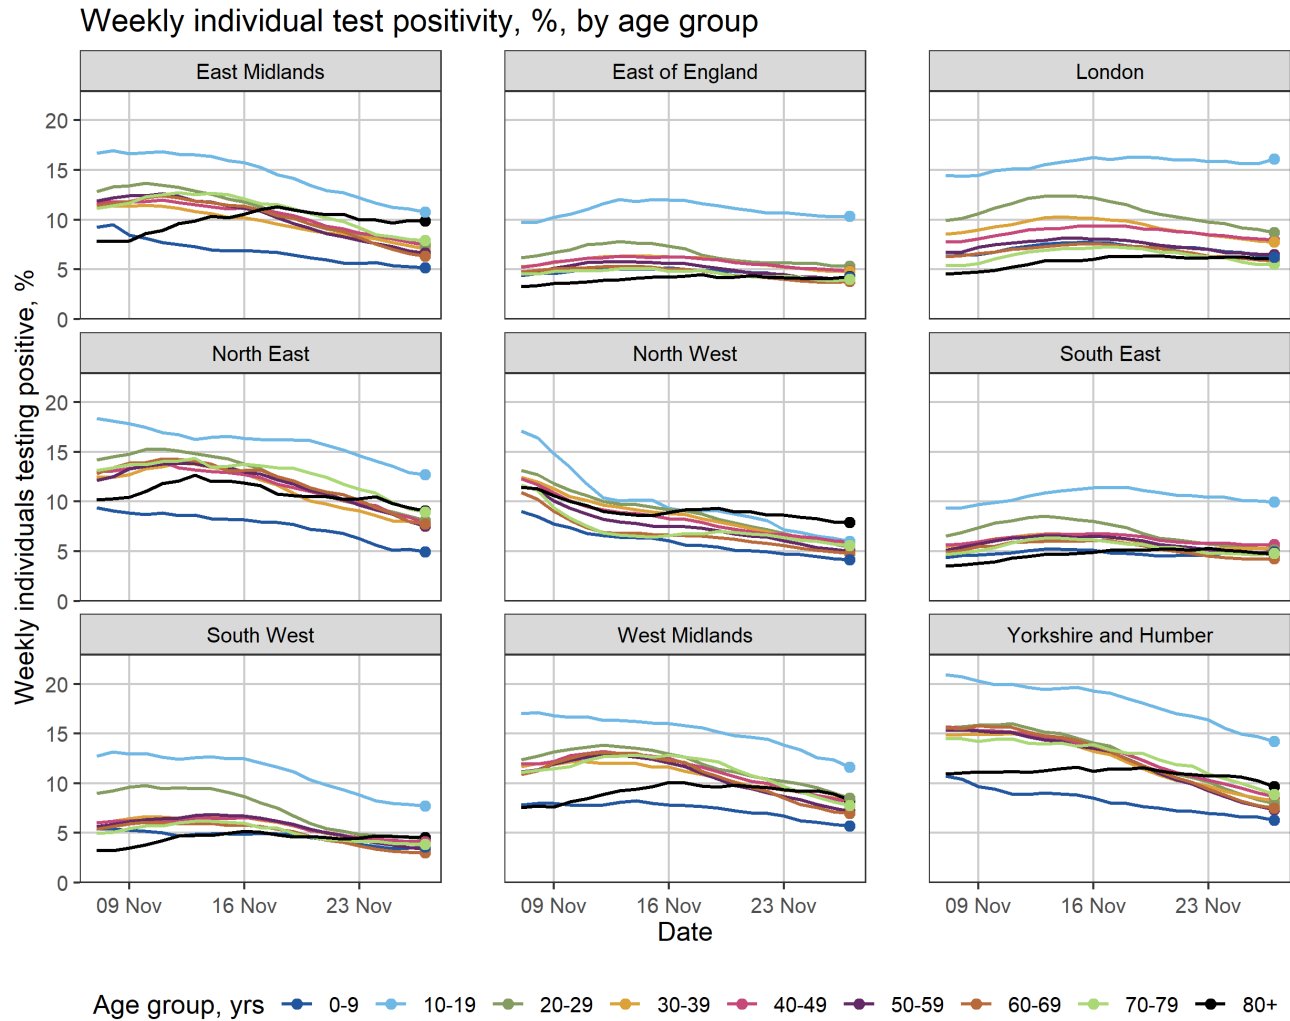 Weekly individual test positivity, %, by age group
East Midlands
East of England
London
20
15
10
5
0
North East
North West
South East
20
15
10
5
0
South West
West Midlands
Yorkshire and Humber
20
15
10
5
0
Weekly individuals testing positive, %
09 Nov 16 Nov 23 Nov
09 Nov 16 Nov 23 Nov
09 Nov 16 Nov 23 Nov
Date
Age group, yrs 0-9 10-19 20-29 30-39 40-49 50-59 60-69 70-79 80+